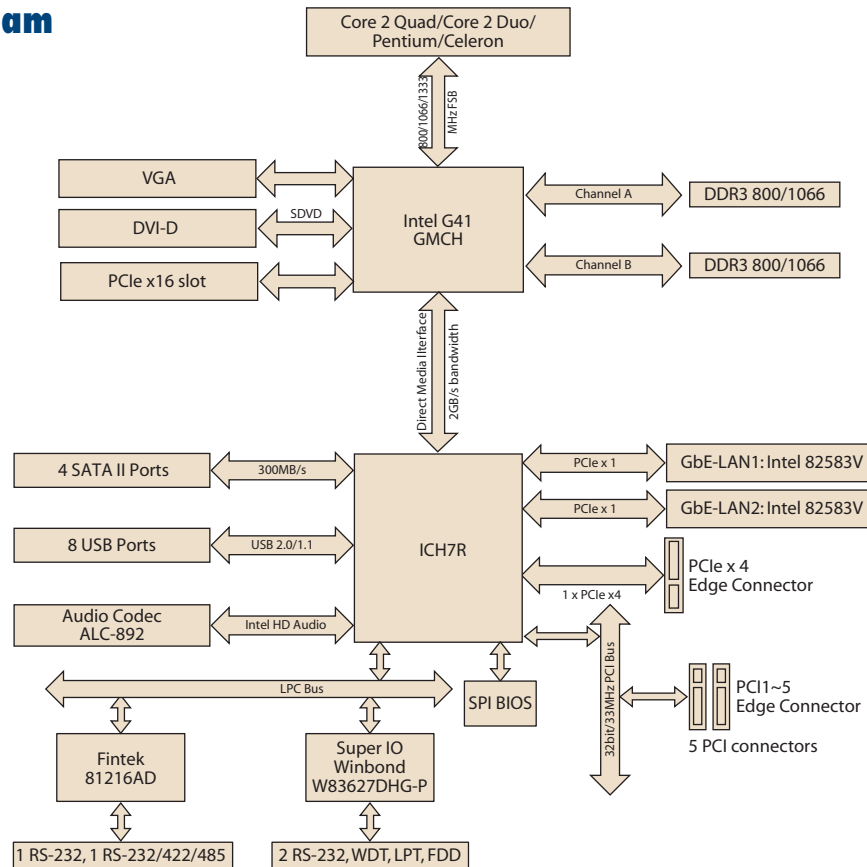 am
Core 2 Quad/Core 2 Duo/
Pentium/Celeron
800/1066/1333
MHz FSB
VGA
DVI-D
SDVD
PCIe x16 slot
Intel G41
GMCH
Channel A
DDR3 800/1066
Channel B
DDR3 800/1066
Direct Media IIterface
2GB/s bandwidth
4 SATA II Ports
300MB/s
8 USB Ports
USB 2.0/1.1
Audio Codec
ALC-892
Intel HD Audio
ICH7R
PCIe x 1
GbE-LAN1: Intel 82583V
PCIe x 1
GbE-LAN2: Intel 82583V
1 x PCIe x4
PCIe x 4
Edge Connector
32bit/33MHz PCI Bus
PCI1~5
Edge Connector
5 PCI connectors
LPC Bus
SPI BIOS
Fintek
81216AD
Super IO
Winbond
W83627DHG-P
1 RS-232, 1 RS-232/422/485
2 RS-232, WDT, LPT, FDD